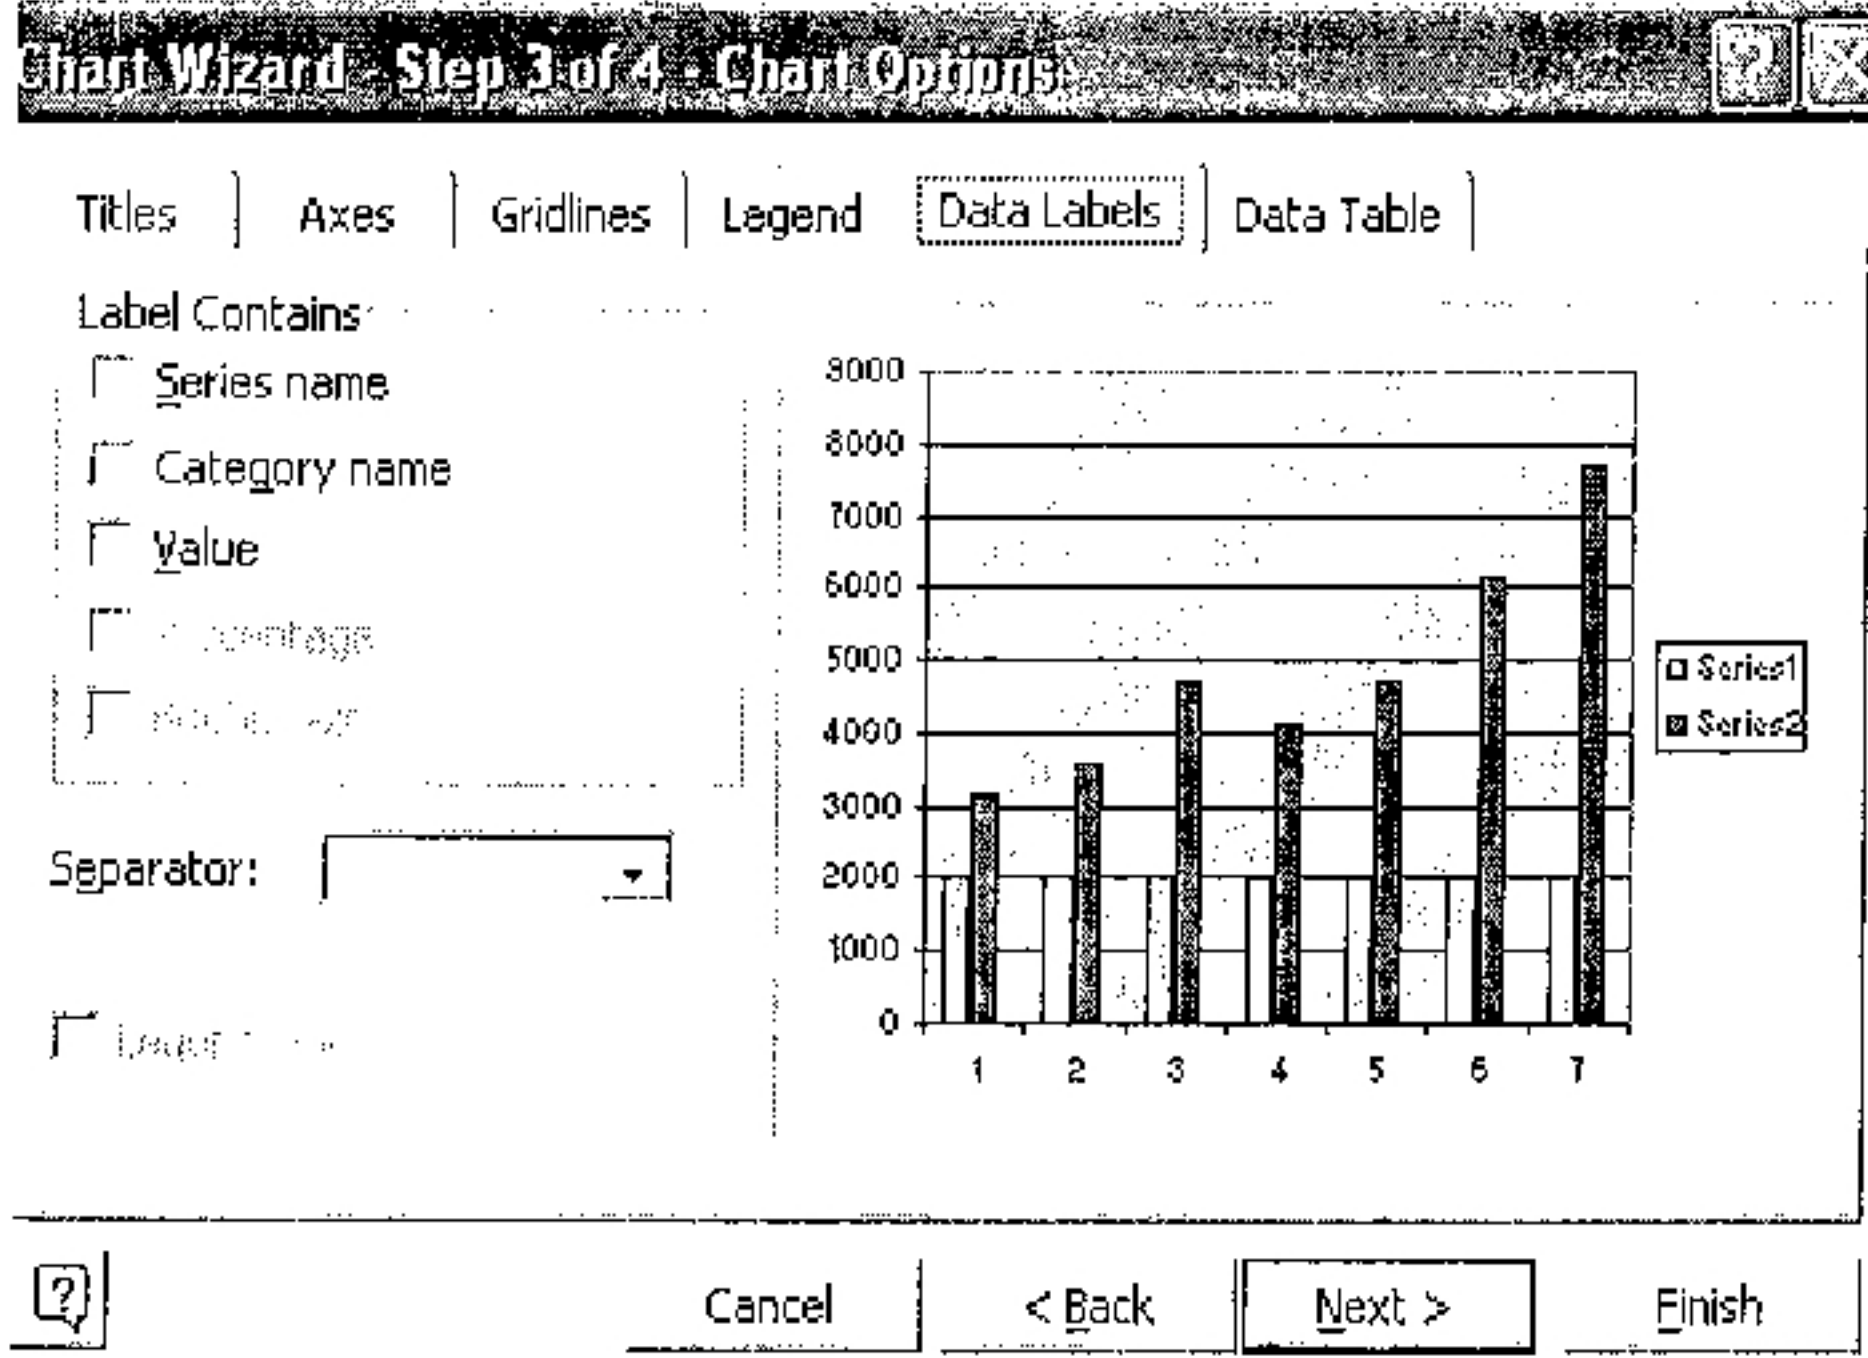 Chart Wizard - Step 3 of 4 - Chart Options
Titles Axes Gridlines Legend Data Labels Data Table
Label Contains
Series name
Category name
Value
Separator:
9000
8000
7000
6000
5000
4000
3000
2000
1000
0
1 2 3 4 5 6 7
Series1
Series2
Cancel < Back Next > Finish